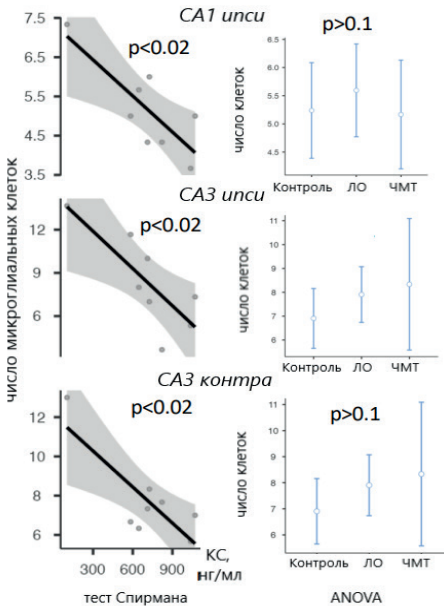 CA1 ипси
7.5
6.5
5.5
4.5
3.5
p<0.02
число клеток
6.5
6.0
5.5
5.0
4.5
p>0.1
Контроль ЛО ЧМТ
CA3 ипси
число микроглиальных клеток
12
9
6
p<0.02
число клеток
11
10
9
8
7
6
Контроль ЛО ЧМТ
CA3 контра
12
10
8
6
p<0.02
300 600 900
КС,
нг/мл
тест Спирмана
число клеток
11
10
9
8
7
6
p>0.1
Контроль ЛО ЧМТ
ANOVA